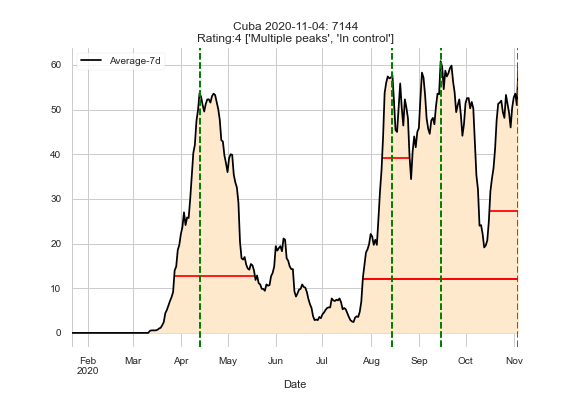 Cuba 2020-11-04: 7144
Rating:4 ['Multiple peaks', 'In control']
Average-7d
60
50
40
30
20
10
0
Feb Mar Apr May Jun Jul Aug Sep Oct Nov
2020
Date